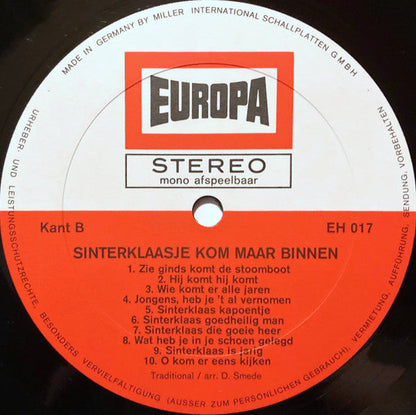 MADE IN GERMANY BY MILLER INTERNATIONAL SCHALLPLATTEN GMBH
EUROPA
STEREO
mono afspeelbaar
Kant B
EH 017
SINTERKLAASJE KOM MAAR BINNEN
1. Zie ginds komt de stoomboot
2. Hij komt hij komt
3. Wie komt er alle jaren
4. Jongens, heb je 't al vernomen
5. Sinterklaas kapoentje
6. Sinterklaas goedheilig man
7. Sinterklaas die goeie heer
8. Wat heb je in je schoen gelegd
9. Sinterklaas is jarig
10. O kom er eens kijken
Traditional / arr. D. Smede
URHEBER- UND LEISTUNGSSCHUTZRECHTE, BESONDERS VERVIELFÄLTIGUNG (AUSSER ZUM PERSÖNLICHEN GEBRAUCH), VERMIETUNG, AUFFÜHRUNG, SENDUNG VORBEHALTEN